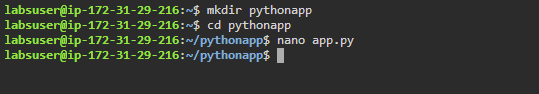 labsuser@ip-172-31-29-216:~$ mkdir pythonapp
labsuser@ip-172-31-29-216:~$ cd pythonapp
labsuser@ip-172-31-29-216:~/pythonapp$ nano app.py
labsuser@ip-172-31-29-216:~/pythonapp$